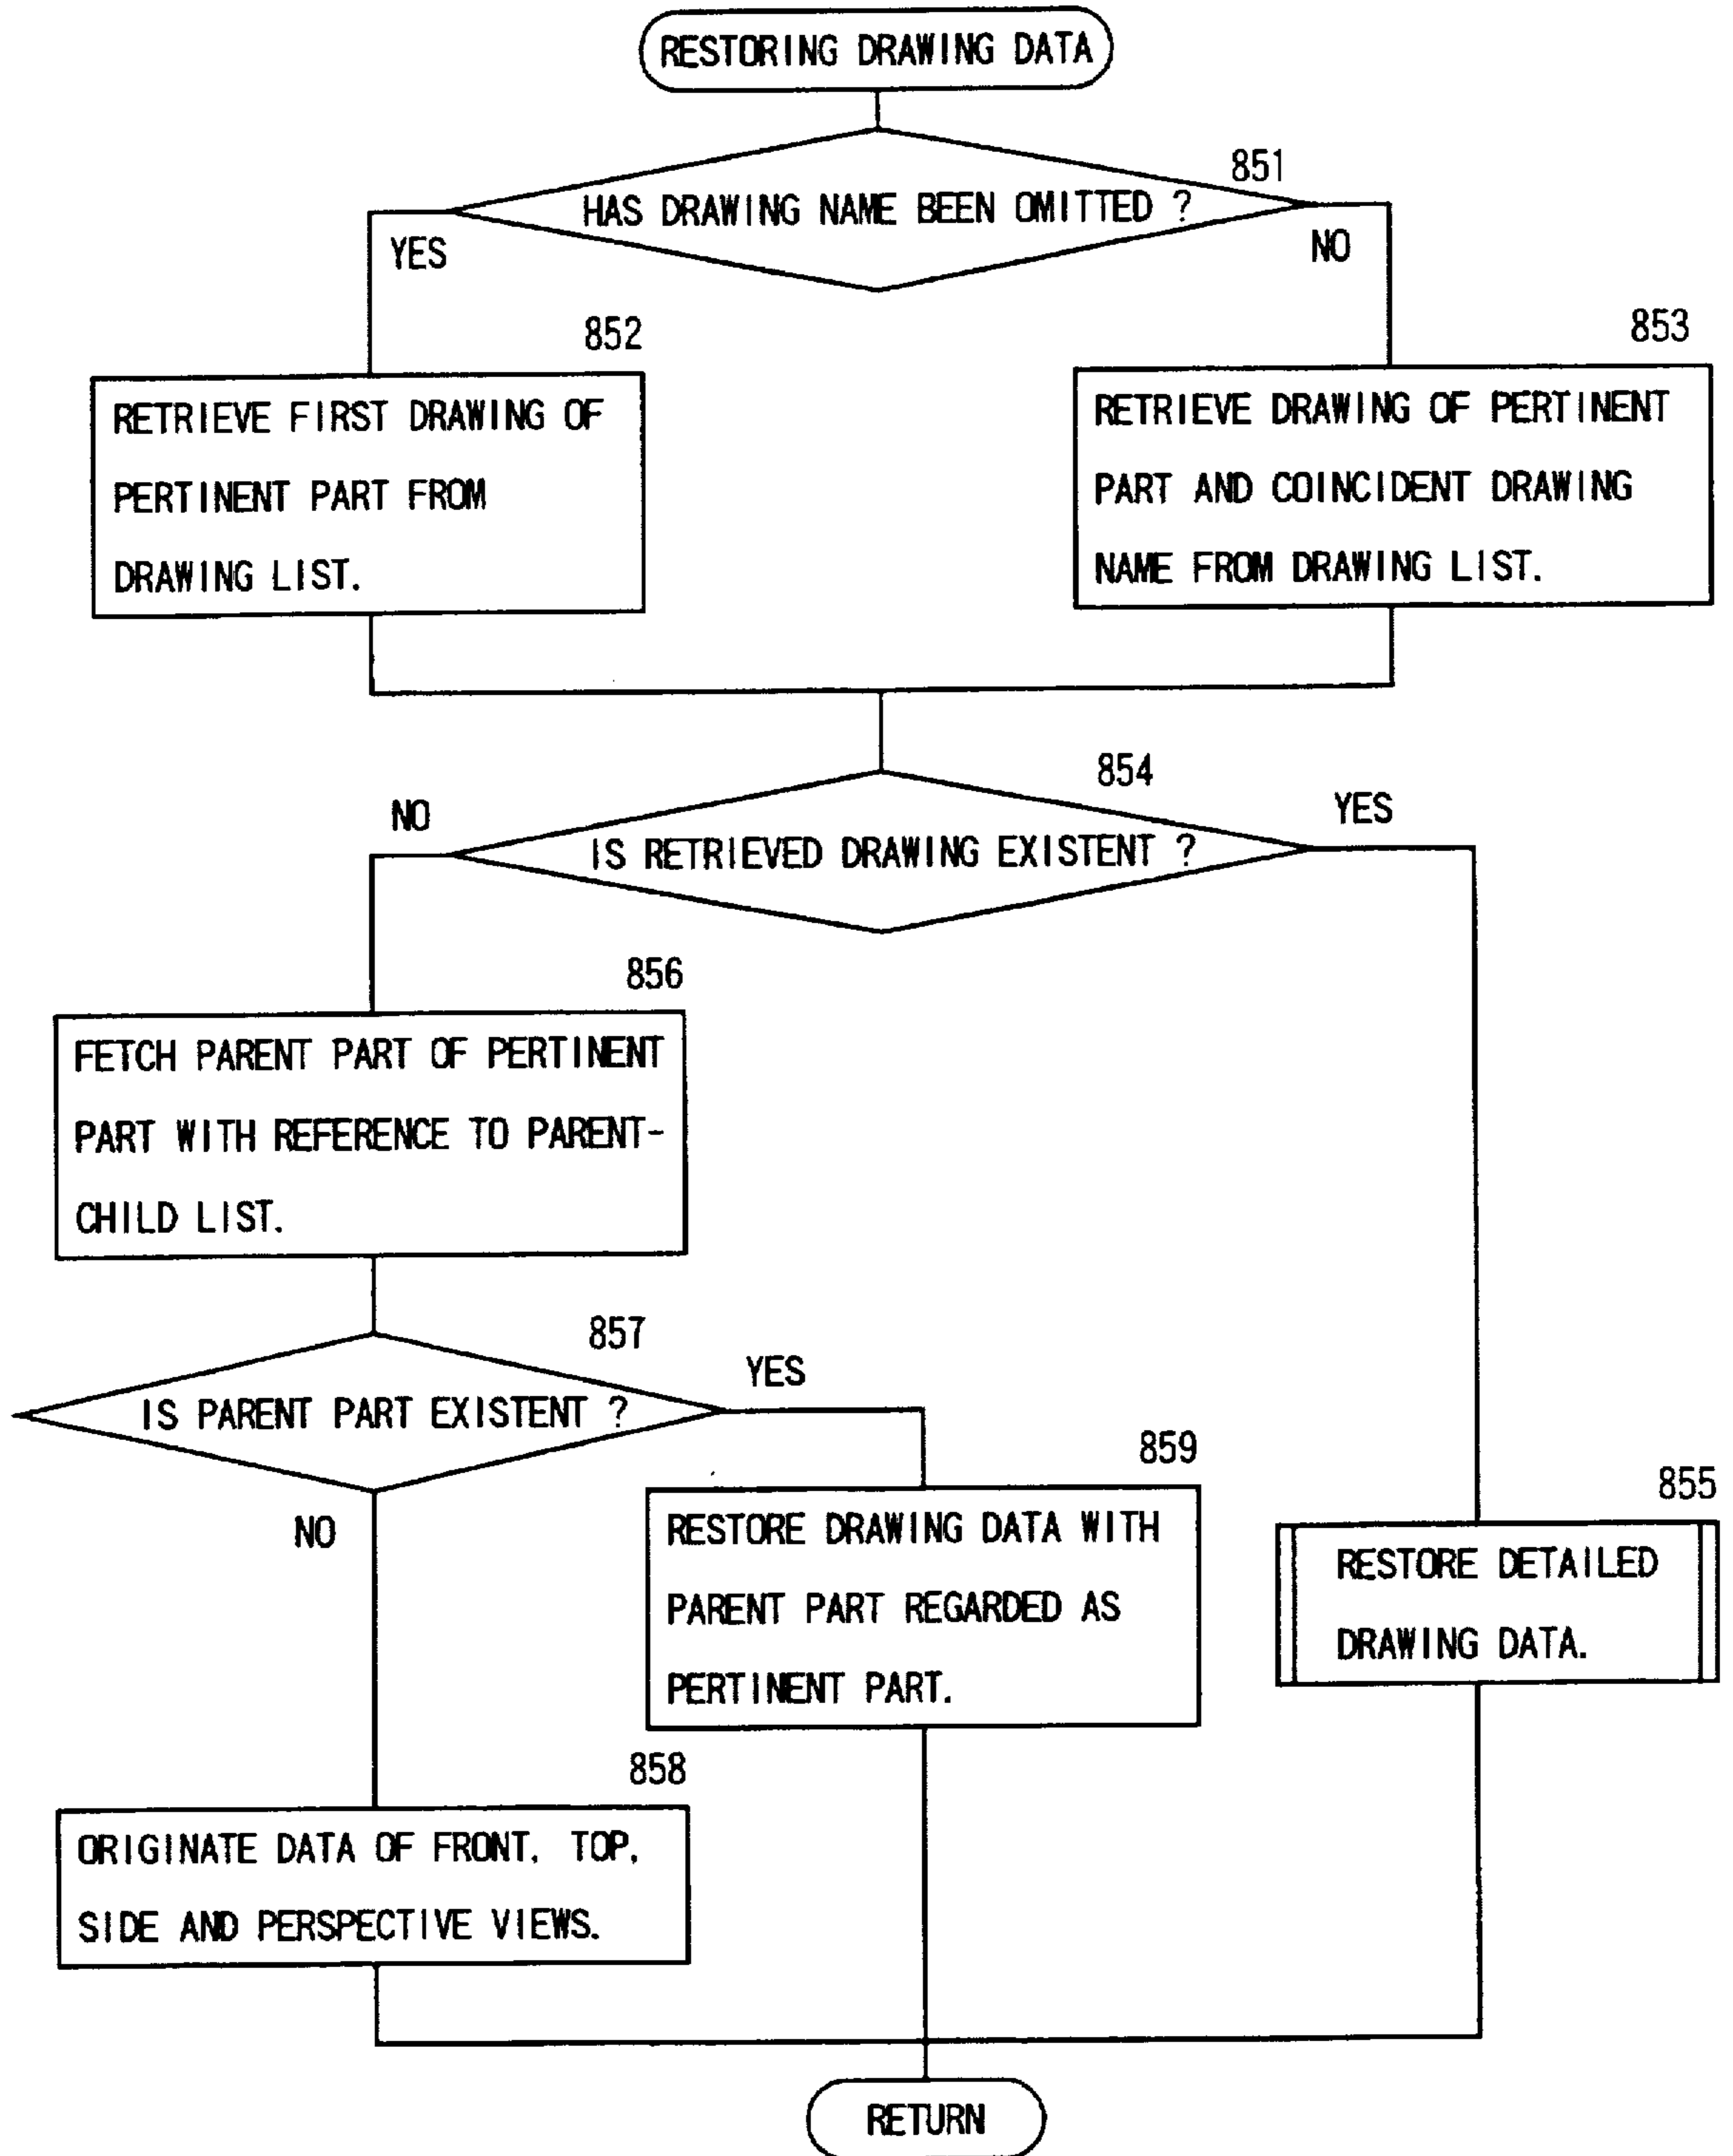 RESTORING DRAWING DATA
851
HAS DRAWING NAME BEEN OMITTED ?
YES
NO
852
RETRIEVE FIRST DRAWING OF
PERTINENT PART FROM
DRAWING LIST.
853
RETRIEVE DRAWING OF PERTINENT
PART AND COINCIDENT DRAWING
NAME FROM DRAWING LIST.
854
NO
YES
IS RETRIEVED DRAWING EXISTENT ?
856
FETCH PARENT PART OF PERTINENT
PART WITH REFERENCE TO PARENT-
CHILD LIST.
857
YES
IS PARENT PART EXISTENT ?
NO
859
RESTORE DRAWING DATA WITH
PARENT PART REGARDED AS
PERTINENT PART.
855
RESTORE DETAILED
DRAWING DATA.
858
ORIGINATE DATA OF FRONT, TOP,
SIDE AND PERSPECTIVE VIEWS.
RETURN